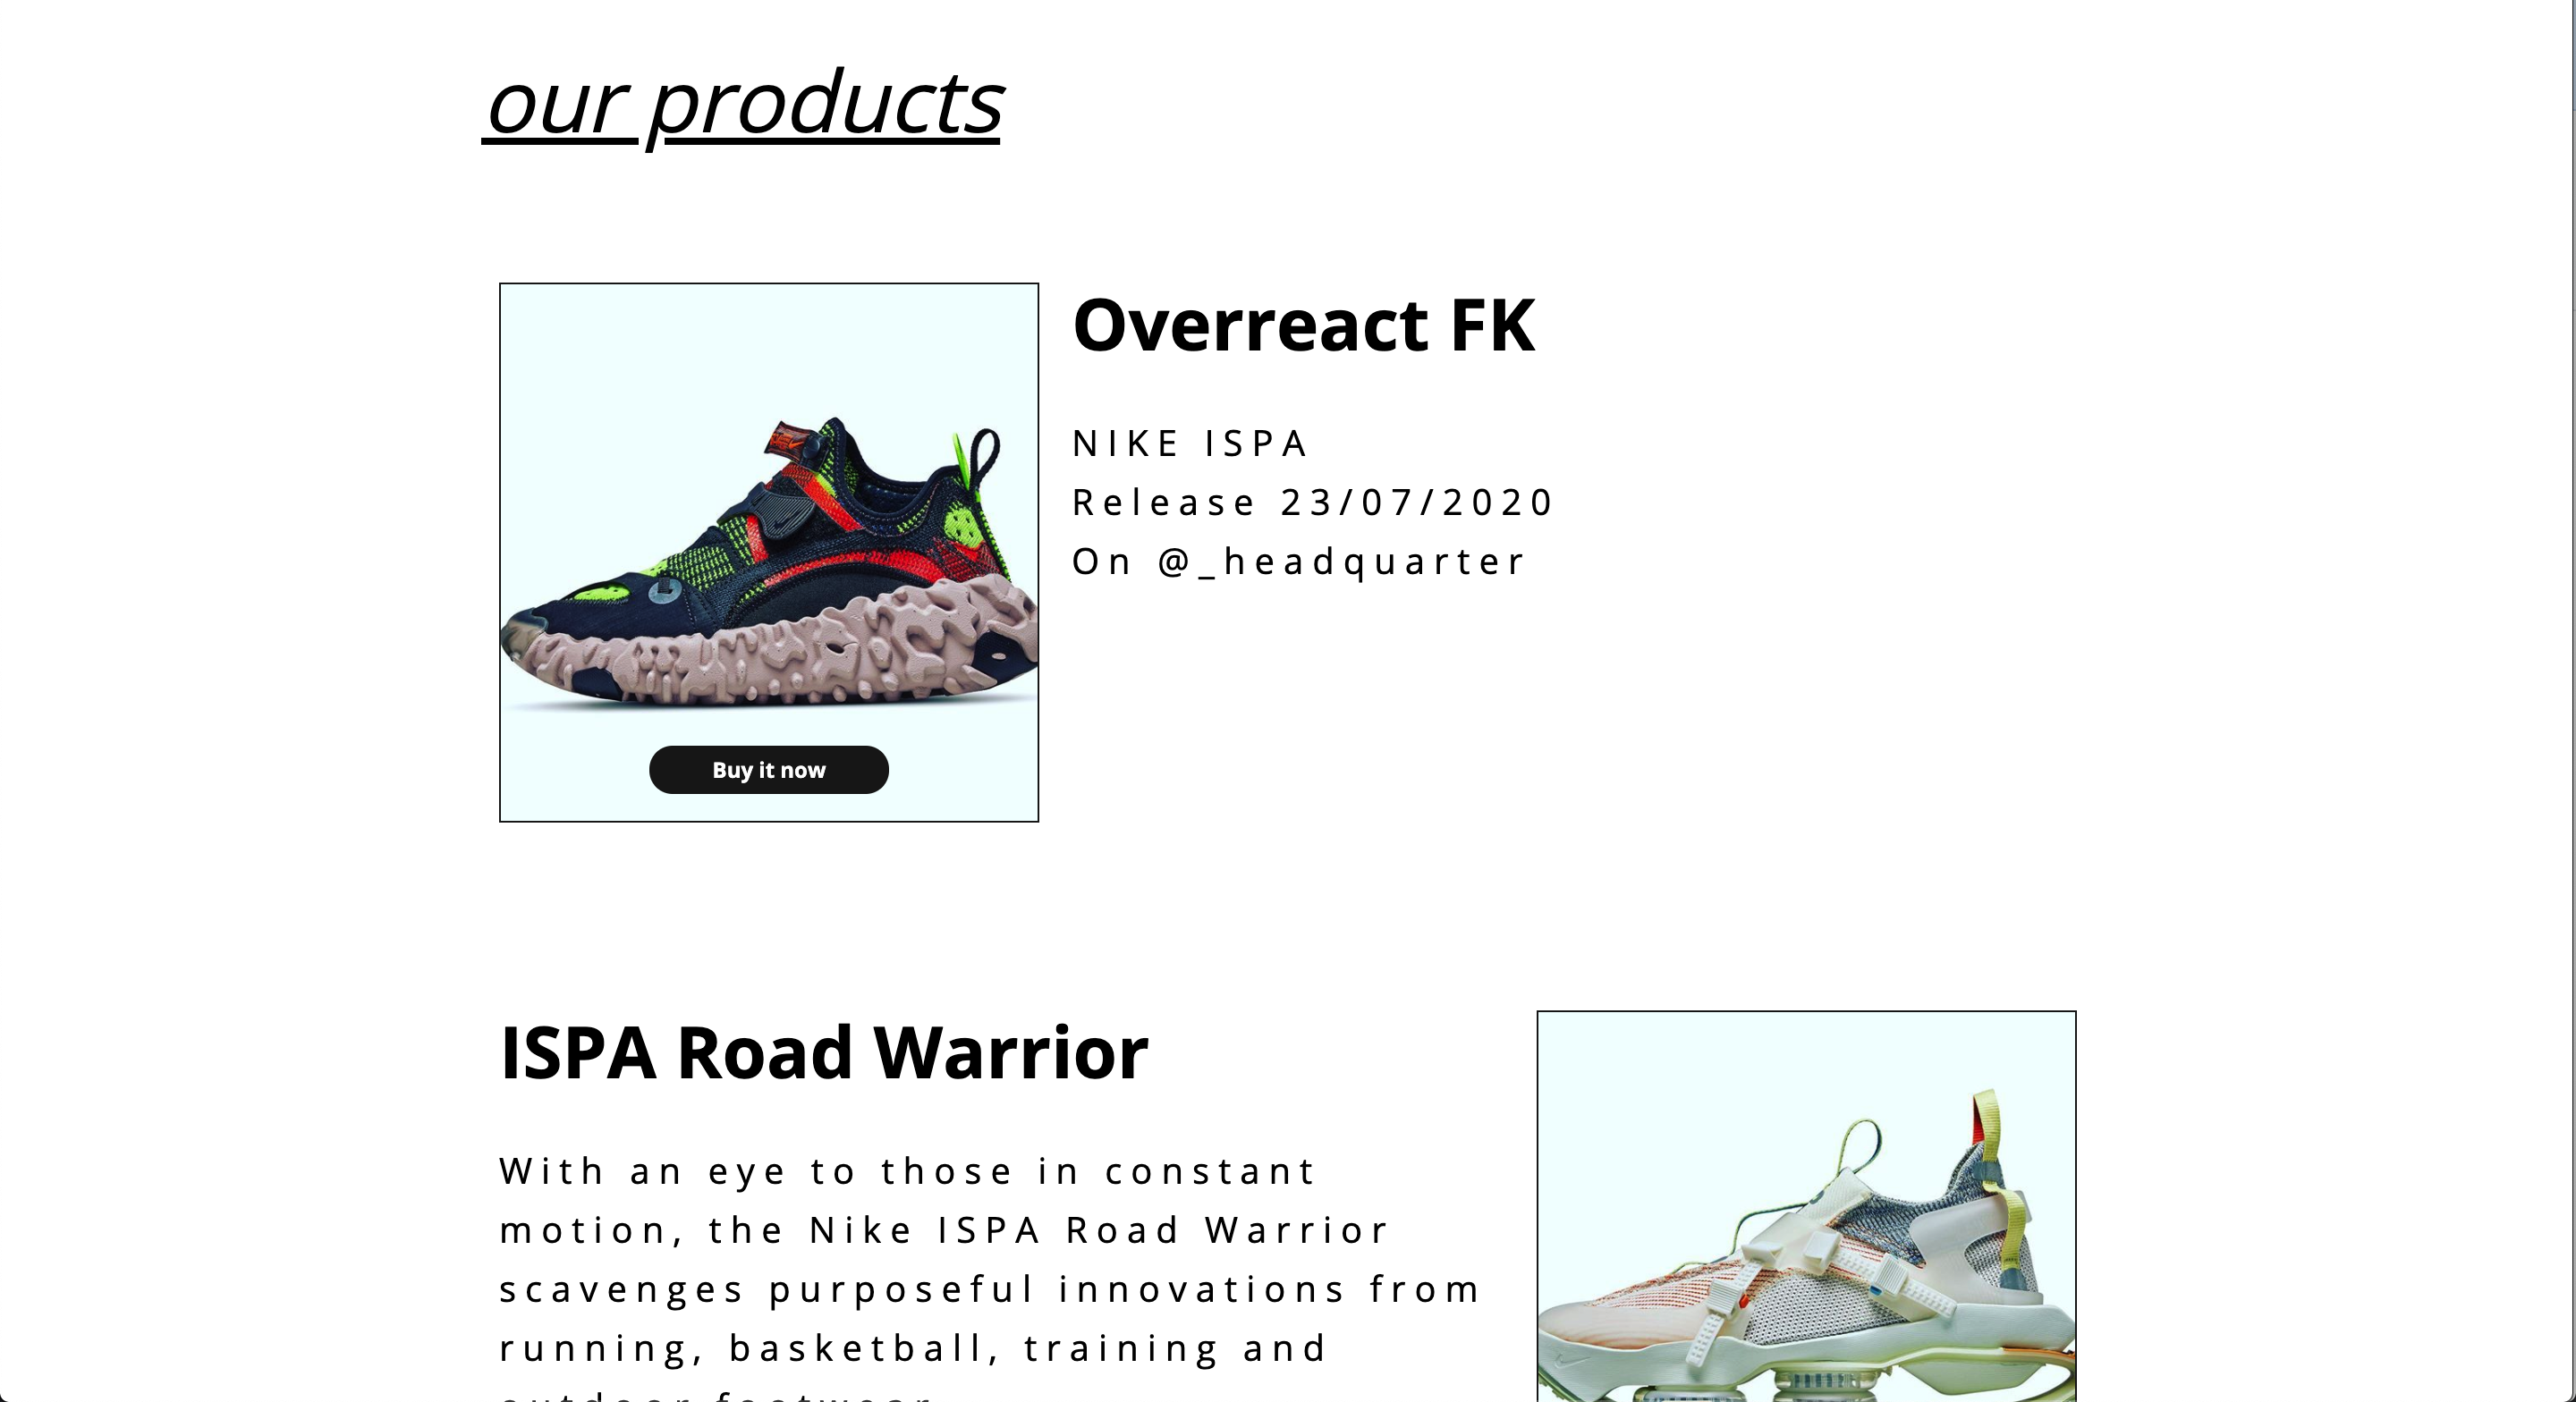 our products
Overreact FK
NIKE ISPA
Release 23/07/2020
On @_headquarter
Buy it now
ISPA Road Warrior
With an eye to those in constant
motion, the Nike ISPA Road Warrior
scavenges purposeful innovations from
running, basketball, training and
outdoor footwear